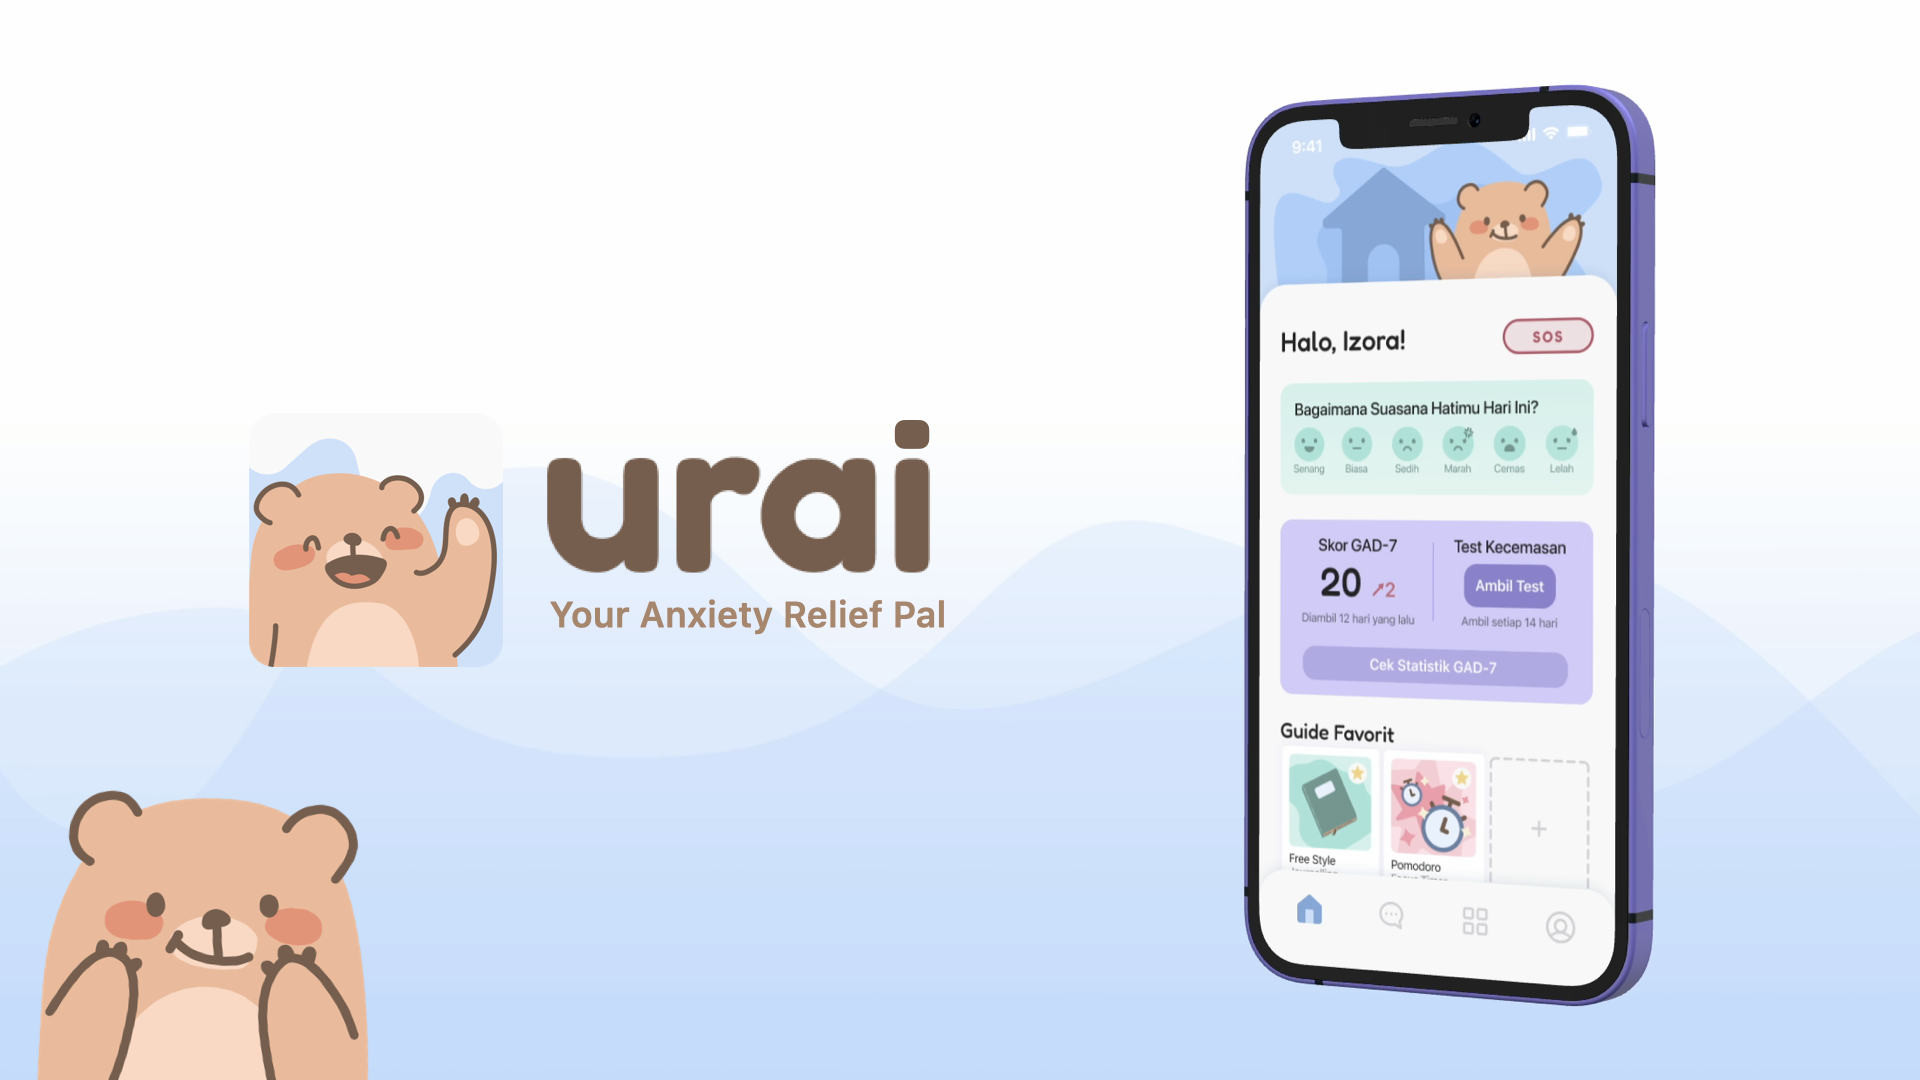 urai
Your Anxiety Relief Pal
9:41
Halo, Izora!
SOS
Bagaimana Suasana Hatimu Hari Ini?
Senang Biasa Sedih Marah Cemas Lelah
Skor GAD-7
20 ↗2
Diambil 12 hari yang lalu
Test Kecemasan
Ambil Test
Ambil setiap 14 hari
Cek Statistik GAD-7
Guide Favorit
Free Style
Pomodoro
+